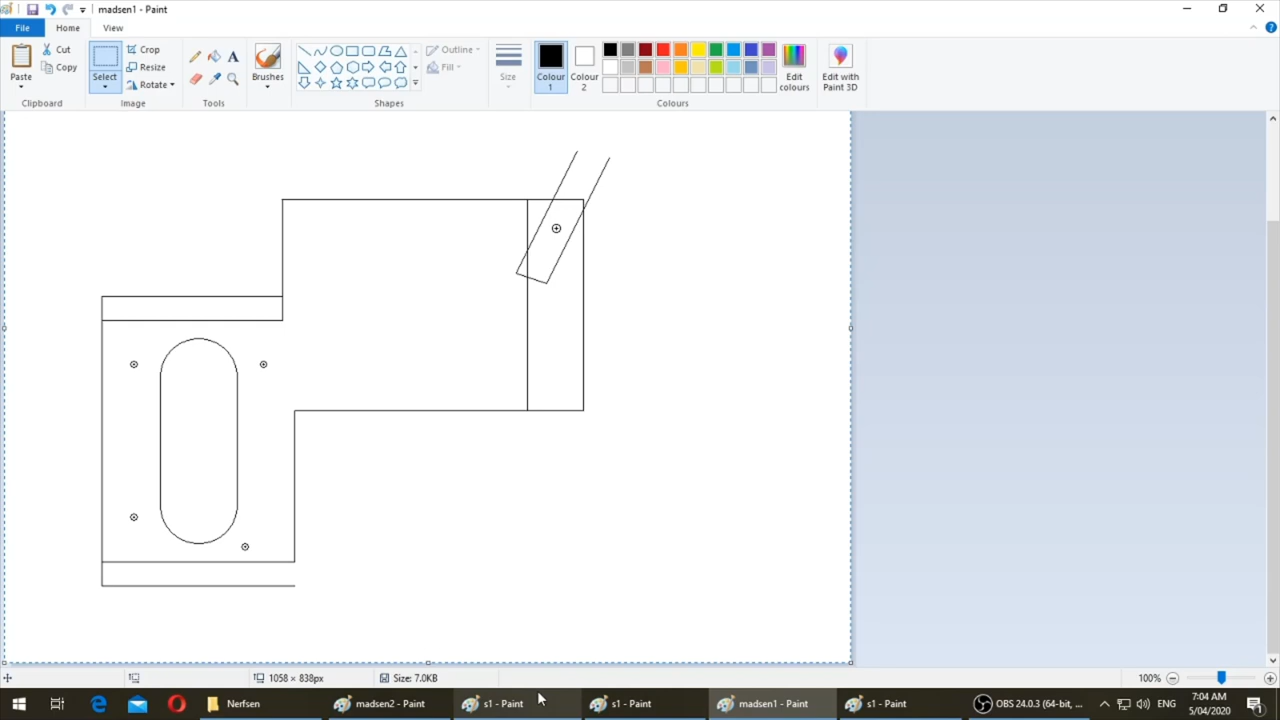 madsen1 - Paint
File
Home
View
Paste
Cut
Copy
Clipboard
Select
Crop
Resize
Rotate
Image
A
Tools
Brushes
Shapes
Outline
Fill
Size
Colour 1
Colour 2
Edit colours
Edit with Paint 3D
Colours
1058 × 838px
Size: 7.0KB
100%
Nerfsen
madsen2 - Paint
s1 - Paint
s1 - Paint
madsen1 - Paint
s1 - Paint
OBS 24.0.3 (64-bit, ...
ENG
7:04 AM
5/04/2020